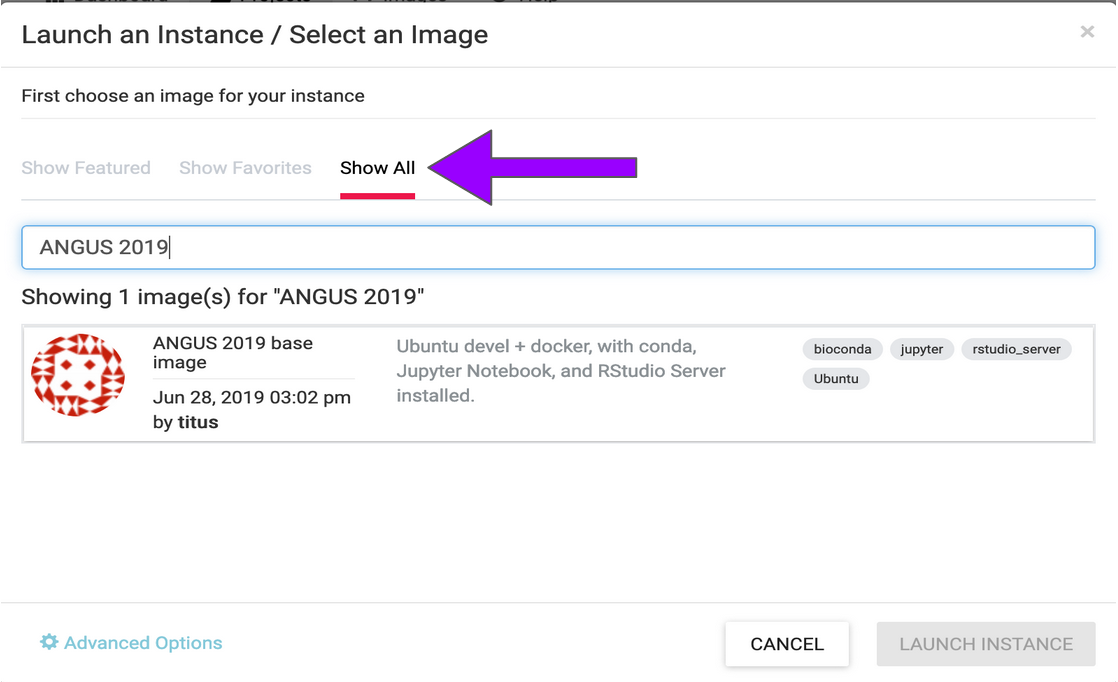 Launch an Instance / Select an Image
×
First choose an image for your instance
Show Featured Show Favorites Show All
ANGUS 2019
Showing 1 image(s) for "ANGUS 2019"
ANGUS 2019 base
image
Jun 28, 2019 03:02 pm
by titus
Ubuntu devel + docker, with conda,
Jupyter Notebook, and RStudio Server
installed.
bioconda jupyter rstudio_server
Ubuntu
Advanced Options
CANCEL LAUNCH INSTANCE